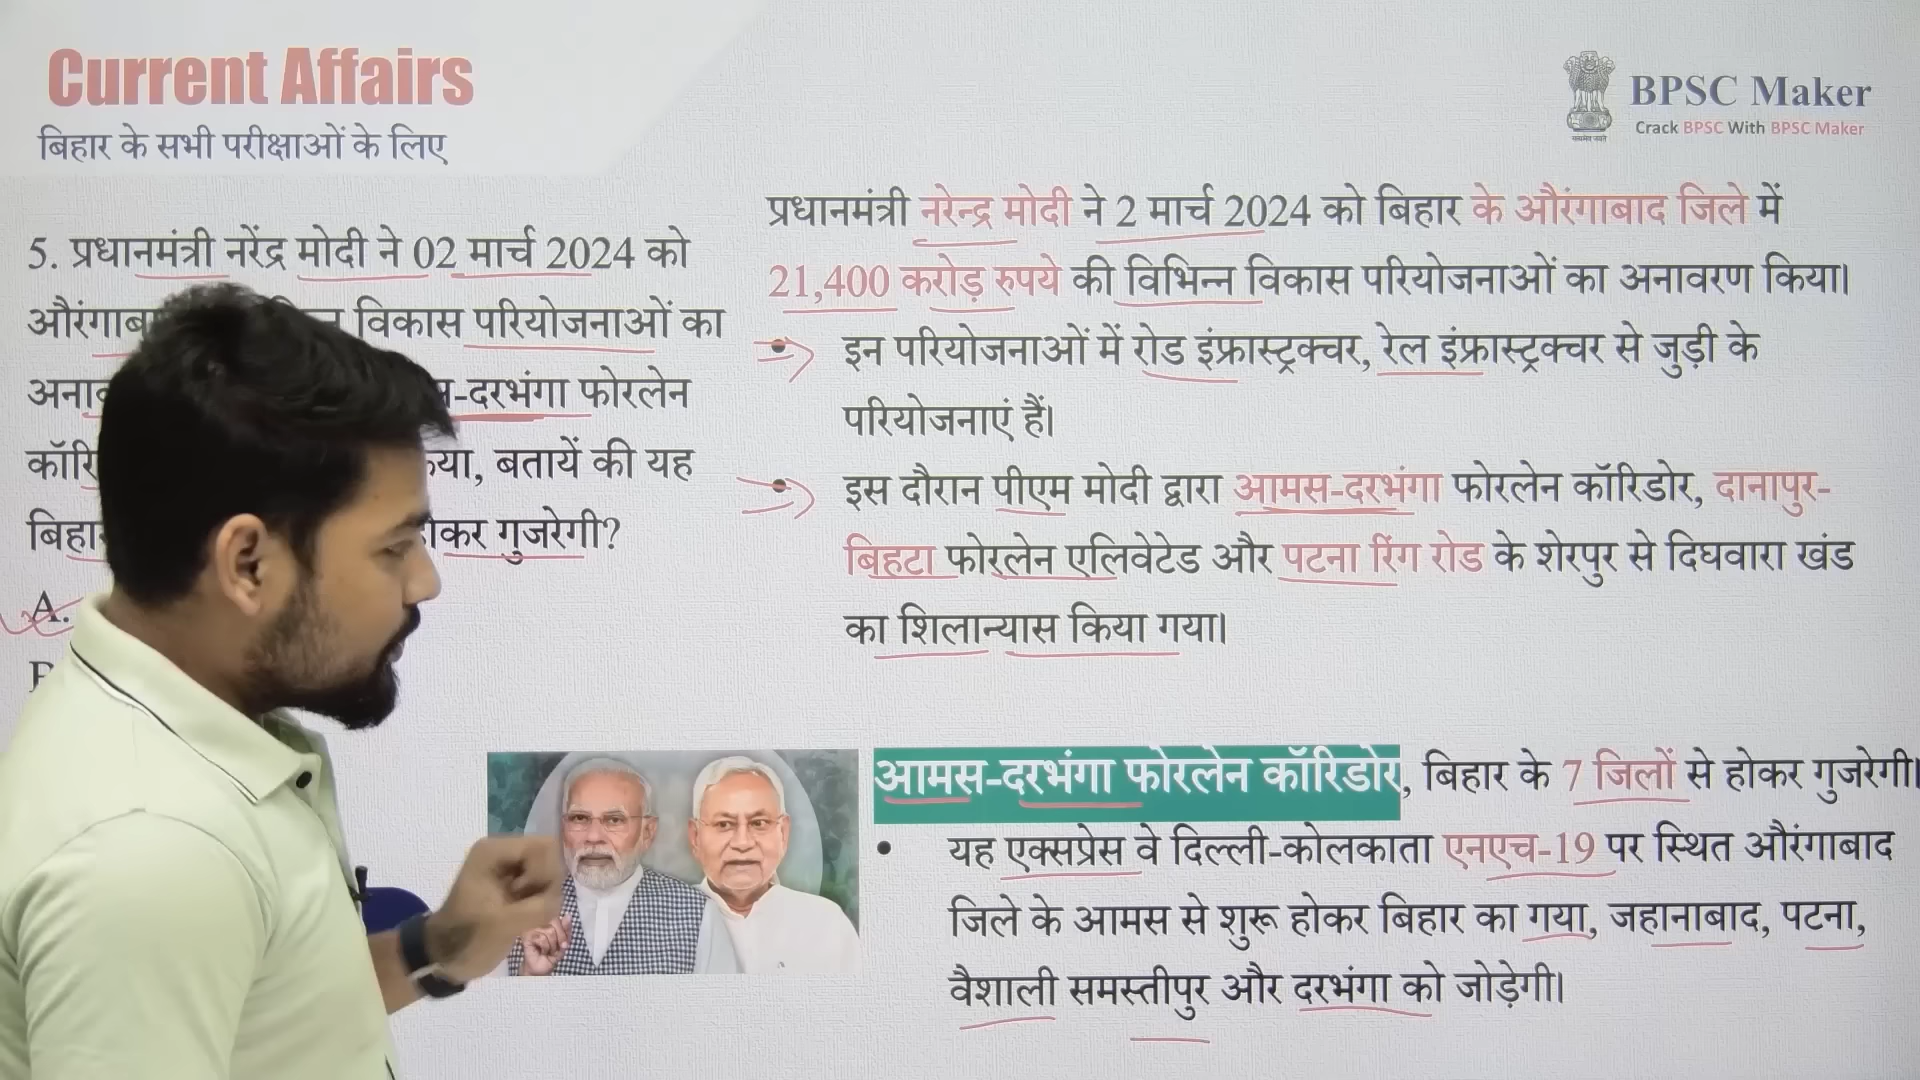 Current Affairs
बिहार के सभी परीक्षाओं के लिए
BPSC Maker
Crack BPSC With BPSC Maker
5. प्रधानमंत्री नरेंद्र मोदी ने 02 मार्च 2024 को
विकास परियोजनाओं का
-दरभंगा फोरलेन
बतायें की यह
गुजरेगी?
A.
प्रधानमंत्री नरेन्द्र मोदी ने 2 मार्च 2024 को बिहार के औरंगाबाद जिले में
21,400 करोड़ रुपये की विभिन्न विकास परियोजनाओं का अनावरण किया।
• इन परियोजनाओं में रोड इंफ्रास्ट्रक्चर, रेल इंफ्रास्ट्रक्चर से जुड़ी के
परियोजनाएं हैं।
• इस दौरान पीएम मोदी द्वारा आमस-दरभंगा फोरलेन कॉरिडोर, दानापुर-
बिहटा फोरलेन एलिवेटेड और पटना रिंग रोड के शेरपुर से दिघवारा खंड
का शिलान्यास किया गया।
आमस-दरभंगा फोरलेन कॉरिडोर, बिहार के 7 जिलों से होकर गुजरेगी।
• यह एक्सप्रेस वे दिल्ली-कोलकाता एनएच-19 पर स्थित औरंगाबाद
जिले के आमस से शुरू होकर बिहार का गया, जहानाबाद, पटना,
वैशाली समस्तीपुर और दरभंगा को जोड़ेगी।